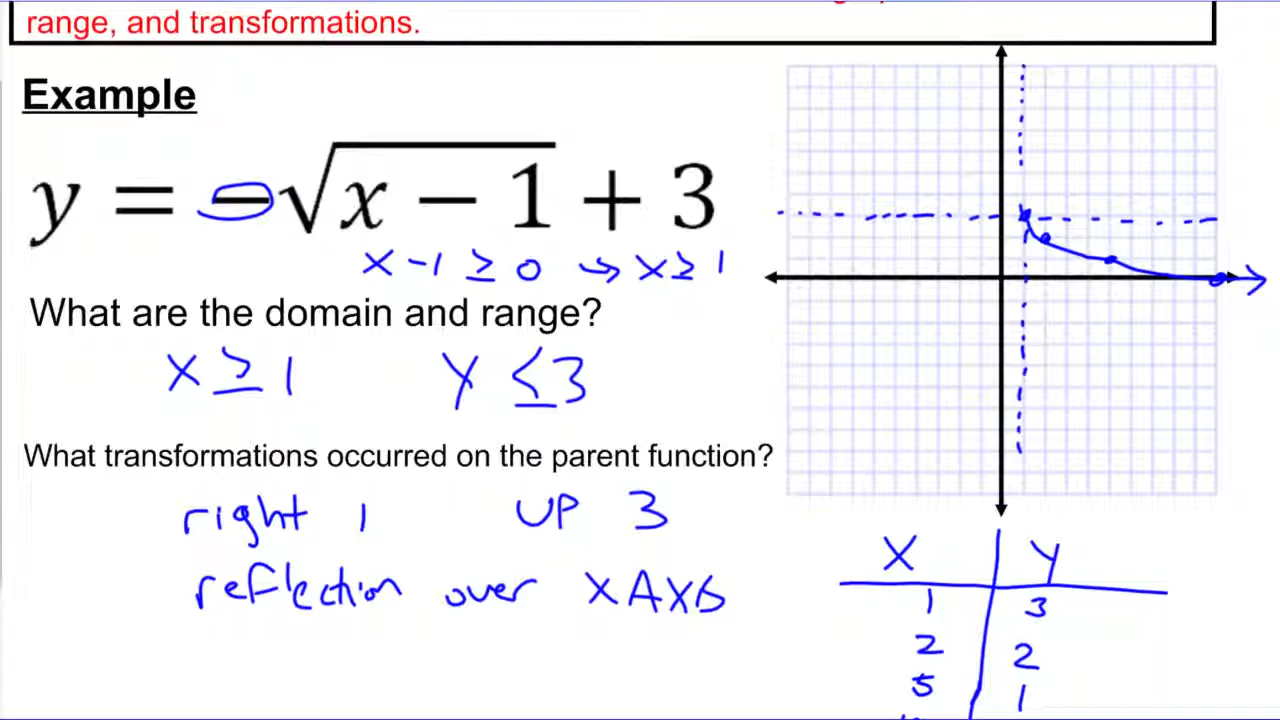 range, and transformations.
Example
y = −√x − 1 + 3
x - 1 ≥ 0 → x ≥ 1
What are the domain and range?
x ≥ 1 y ≤ 3
What transformations occurred on the parent function?
right 1 UP 3
reflection over XAXIS
X Y
1 3
2 2
5 1